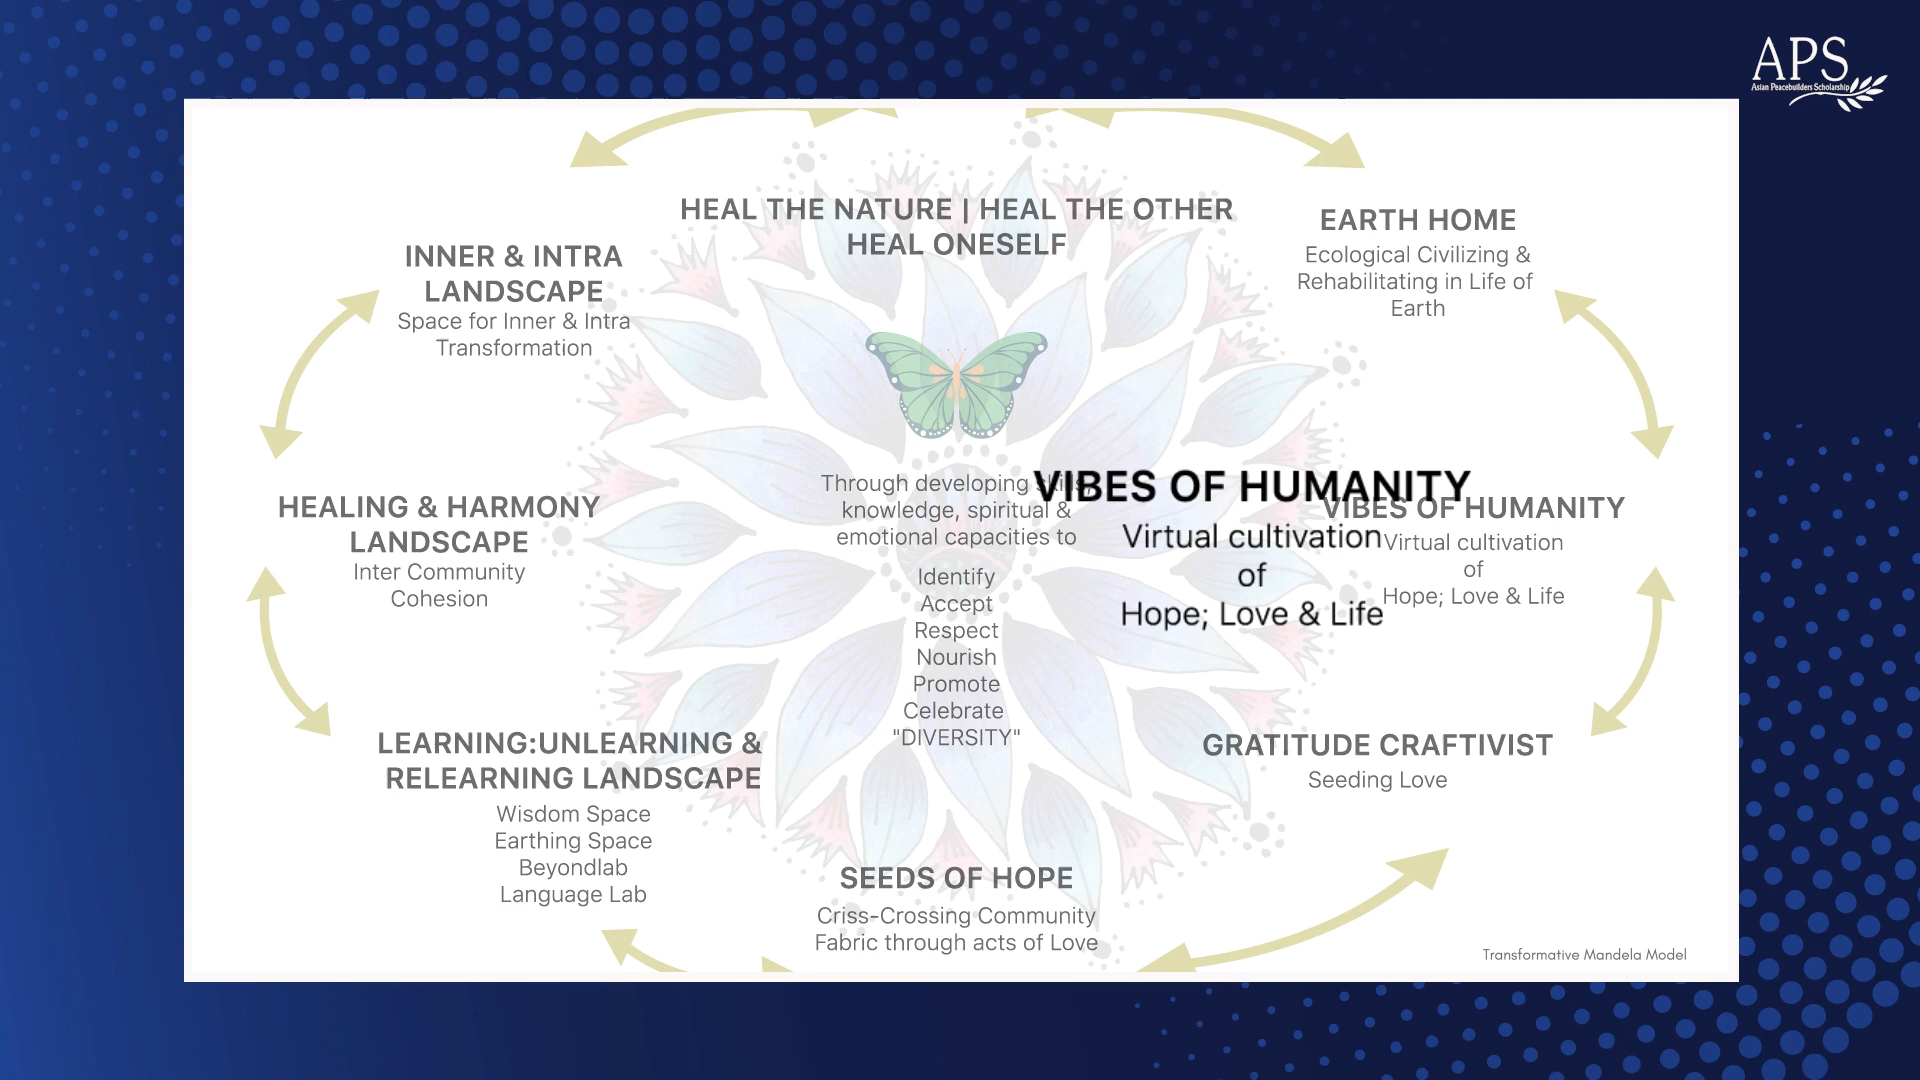 APS
Asian Peacebuilders Scholarship
HEAL THE NATURE | HEAL THE OTHER
HEAL ONESELF
EARTH HOME
Ecological Civilizing &
Rehabilitating in Life of
Earth
INNER & INTRA
LANDSCAPE
Space for Inner & Intra
Transformation
Through developing skills,
knowledge, spiritual &
emotional capacities to
Identify
Accept
Respect
Nourish
Promote
Celebrate
"DIVERSITY"
VIBES OF HUMANITY
Virtual cultivation
of
Hope; Love & Life
VIBES OF HUMANITY
Virtual cultivation
of
Hope; Love & Life
HEALING & HARMONY
LANDSCAPE
Inter Community
Cohesion
LEARNING:UNLEARNING &
RELEARNING LANDSCAPE
Wisdom Space
Earthing Space
Beyondlab
Language Lab
GRATITUDE CRAFTIVIST
Seeding Love
SEEDS OF HOPE
Criss-Crossing Community
Fabric through acts of Love
Transformative Mandela Model